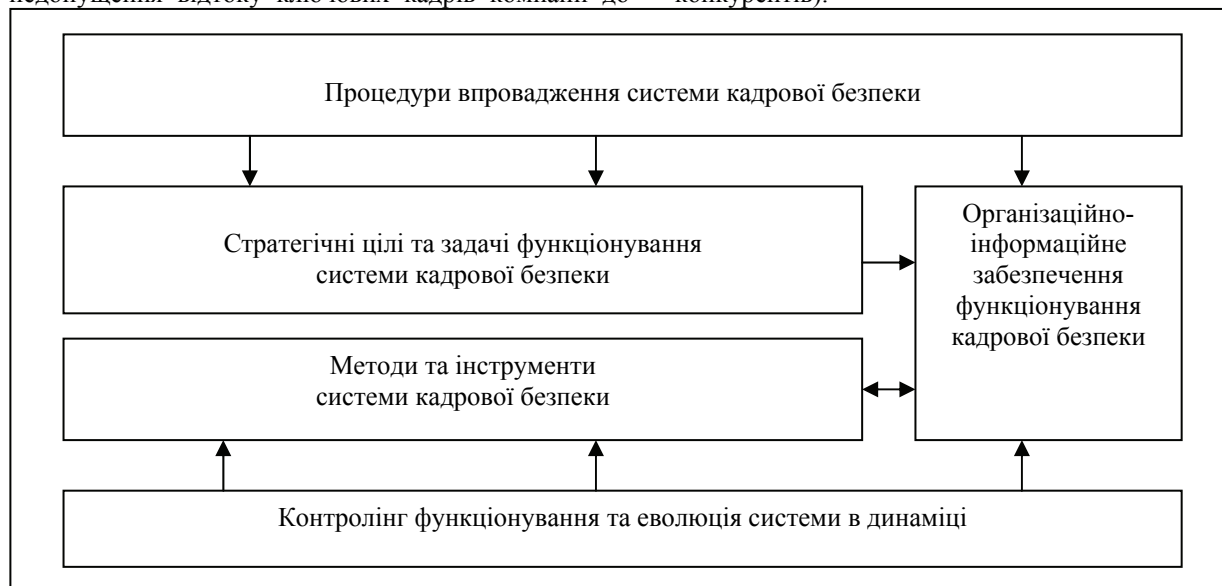 недопущення відтоку ключових кадрів компанії до конкурентів).
Процедури впровадження системи кадрової безпеки
Стратегічні цілі та задачі функціонування
системи кадрової безпеки
Організаційно-
інформаційне
забезпечення
функціонування
кадрової безпеки
Методи та інструменти
системи кадрової безпеки
Контролінг функціонування та еволюція системи в динаміці